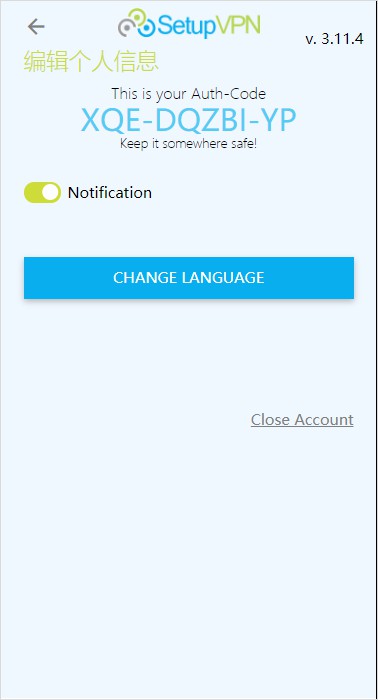 SetupVPN
v. 3.11.4
编辑个人信息
This is your Auth-Code
XQE-DQZBI-YP
Keep it somewhere safe!
Notification
CHANGE LANGUAGE
Close Account